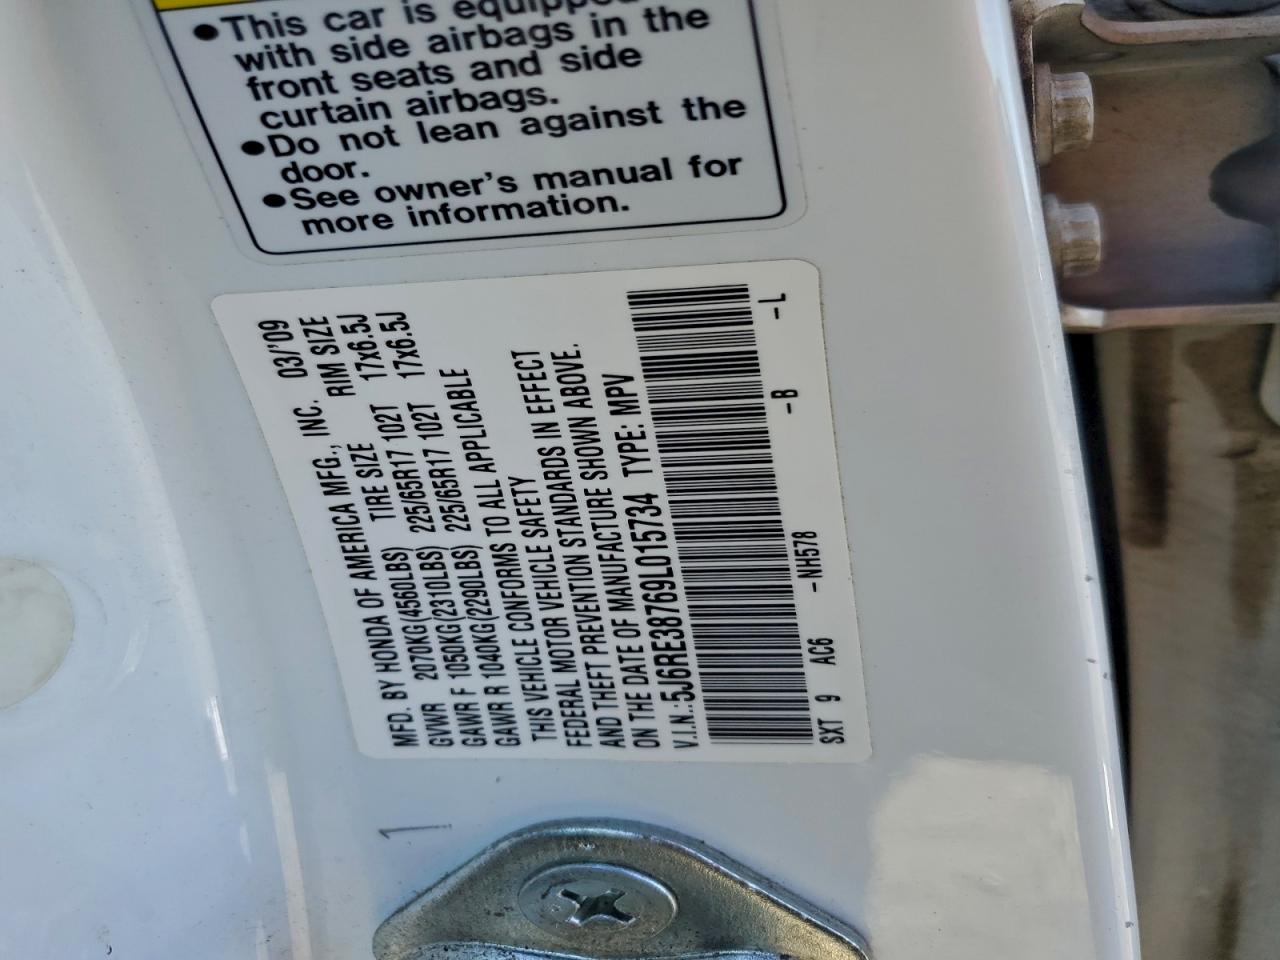 •This car is equipped
with side airbags in the
front seats and side
curtain airbags.
•Do not lean against the
door.
•See owner's manual for
more information.
MFD. BY HONDA OF AMERICA MFG., INC. 03/'09
GVWR 2070KG(4560LBS) TIRE SIZE RIM SIZE
GAWR F 1050KG(2310LBS) 225/65R17 102T 17x6.5J
GAWR R 1040KG(2290LBS) 225/65R17 102T 17x6.5J
THIS VEHICLE CONFORMS TO ALL APPLICABLE
FEDERAL MOTOR VEHICLE SAFETY
AND THEFT PREVENTION STANDARDS IN EFFECT
ON THE DATE OF MANUFACTURE SHOWN ABOVE.
V.I.N.:5J6RE38769L015734 TYPE: MPV
SXT 9 AC6 -NH578 -B -L
1